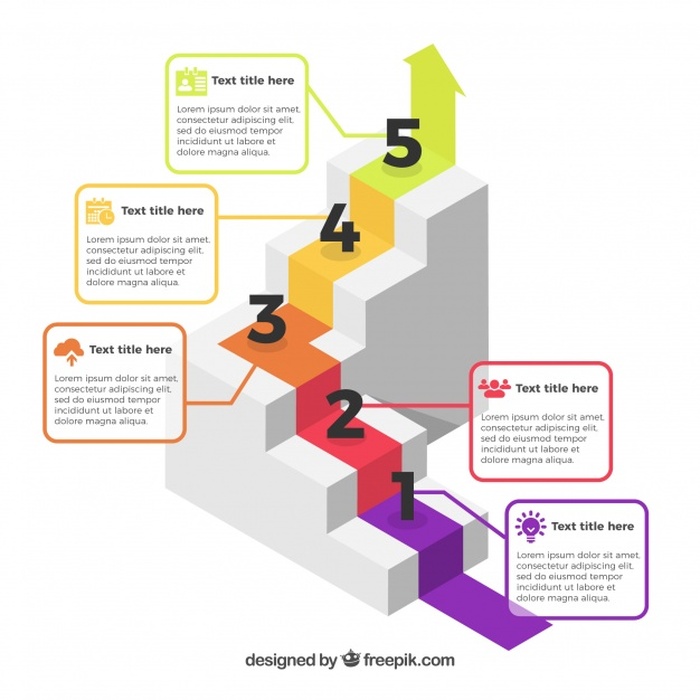 5
Text title here
Lorem ipsum dolor sit amet,
consectetur adipiscing elit,
sed do eiusmod tempor
incididunt ut labore et
dolore magna aliqua.
4
Text title here
Lorem ipsum dolor sit amet,
consectetur adipiscing elit,
sed do eiusmod tempor
incididunt ut labore et
dolore magna aliqua.
3
Text title here
Lorem ipsum dolor sit amet,
consectetur adipiscing elit,
sed do eiusmod tempor
incididunt ut labore et
dolore magna aliqua.
2
Text title here
Lorem ipsum dolor sit amet,
consectetur adipiscing elit,
sed do eiusmod tempor
incididunt ut labore et
dolore magna aliqua.
1
Text title here
Lorem ipsum dolor sit amet,
consectetur adipiscing elit,
sed do eiusmod tempor
incididunt ut labore et
dolore magna aliqua.
designed by freepik.com